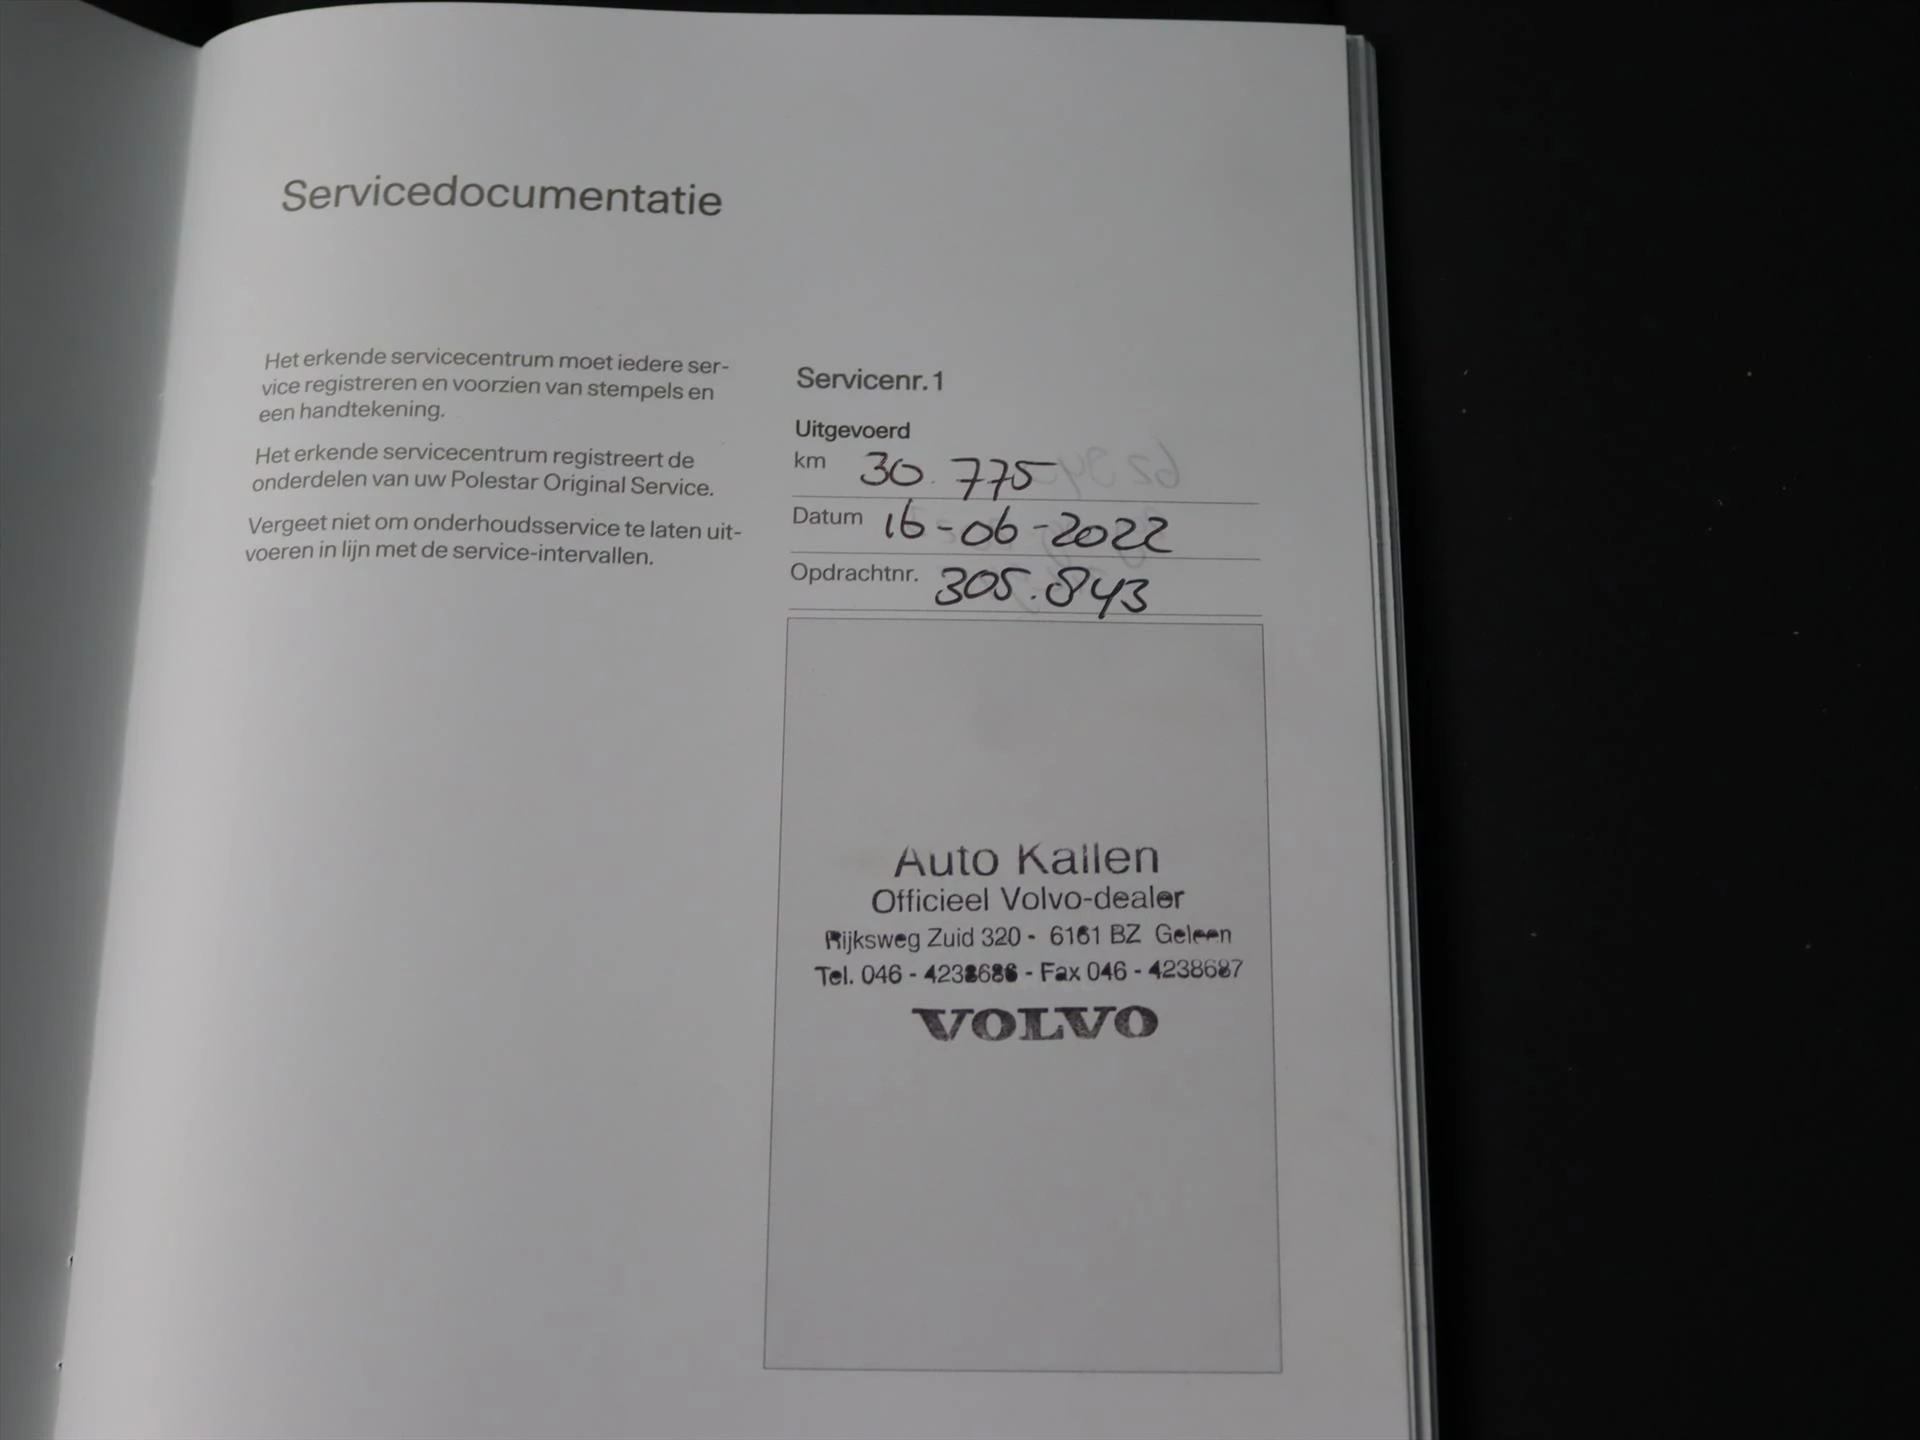 Servicedocumentatie
Het erkende servicecentrum moet iedere ser-
vice registreren en voorzien van stempels en
een handtekening.
Het erkende servicecentrum registreert de
onderdelen van uw Polestar Original Service.
Vergeet niet om onderhoudsservice te laten uit-
voeren in lijn met de service-intervallen.
Servicenr. 1
Uitgevoerd
km 30.775
Datum 16-06-2022
Opdrachtnr. 305.843
Auto Kallen
Officieel Volvo-dealer
Rijksweg Zuid 320 - 6161 BZ Geleen
Tel. 046 - 4238686 - Fax 046 - 4238687
VOLVO